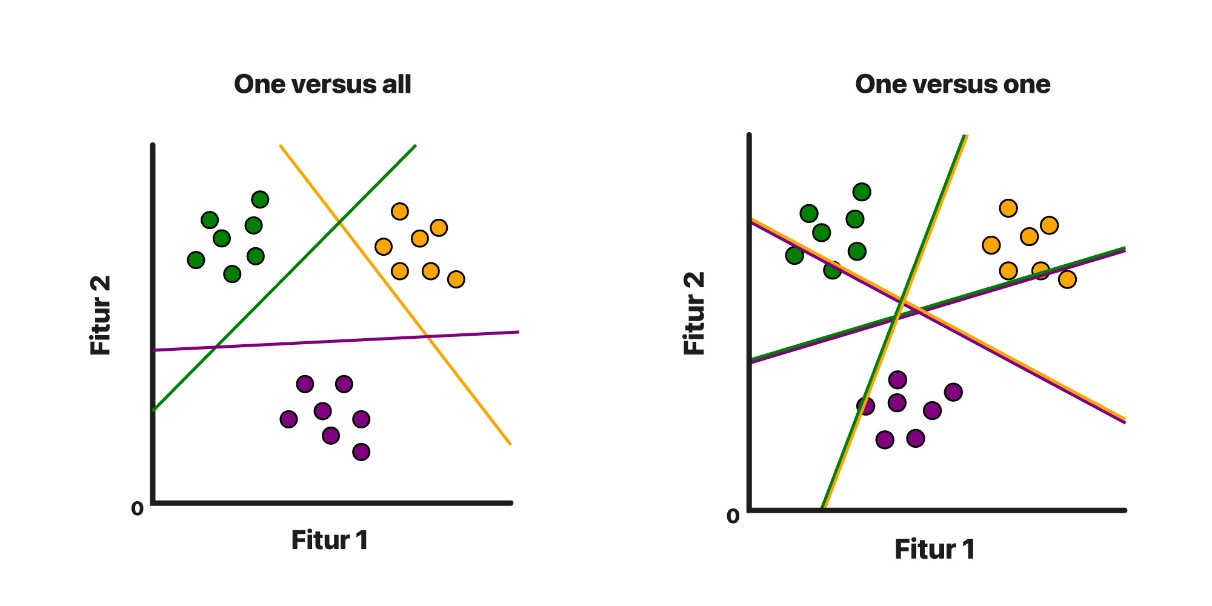 One versus all
Fitur 2
0
Fitur 1
One versus one
Fitur 2
0
Fitur 1